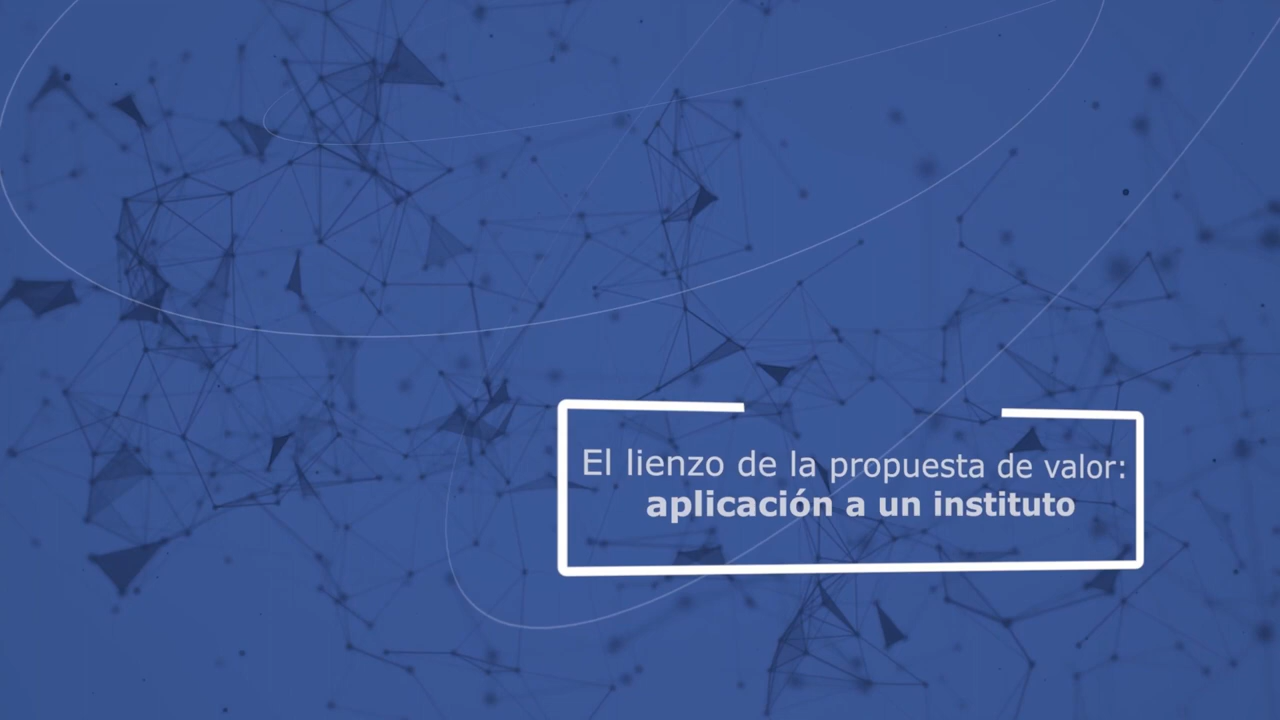 El lienzo de la propuesta de valor:
aplicación a un instituto